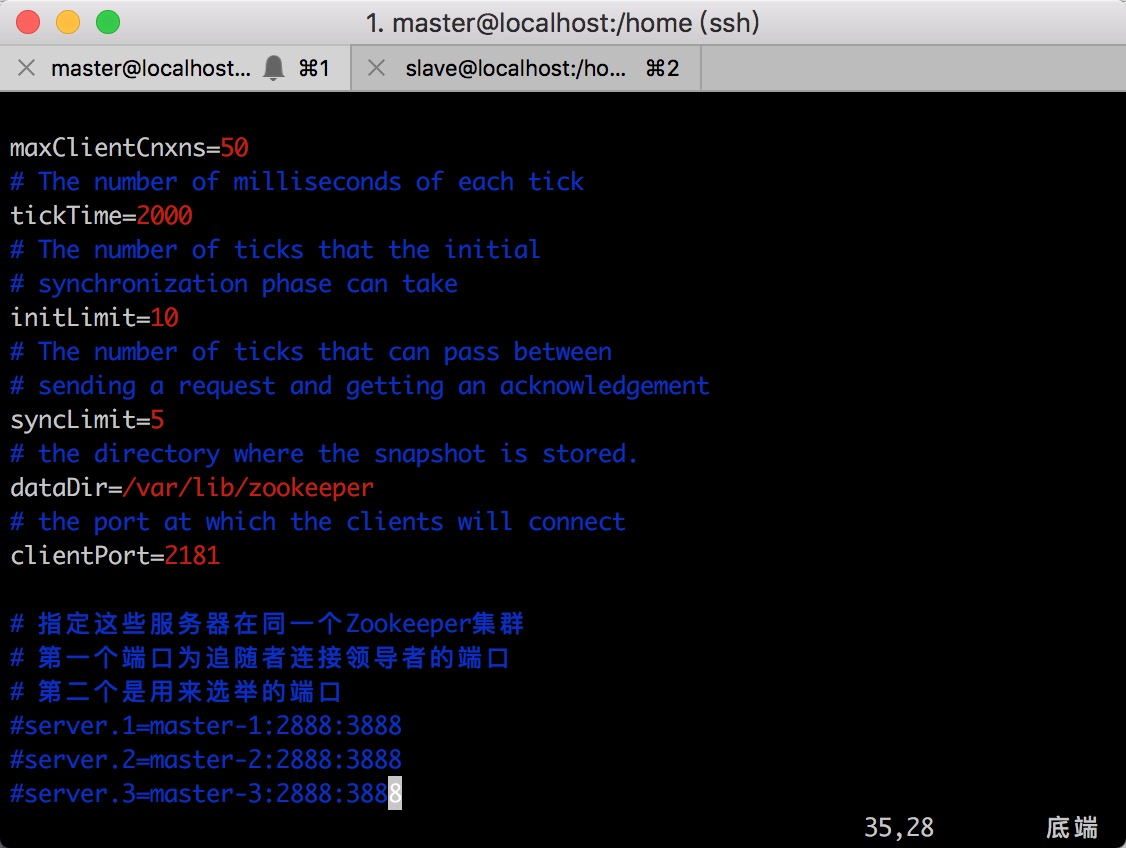 1. master@localhost:/home (ssh)
master@localhost... ⌘1
slave@localhost:/ho... ⌘2
maxClientCnxns=50
# The number of milliseconds of each tick
tickTime=2000
# The number of ticks that the initial
# synchronization phase can take
initLimit=10
# The number of ticks that can pass between
# sending a request and getting an acknowledgement
syncLimit=5
# the directory where the snapshot is stored.
dataDir=/var/lib/zookeeper
# the port at which the clients will connect
clientPort=2181
# 指定这些服务器在同一个Zookeeper集群
# 第一个端口为追随者连接领导者的端口
# 第二个是用来选举的端口
#server.1=master-1:2888:3888
#server.2=master-2:2888:3888
#server.3=master-3:2888:3888
35,28 底端